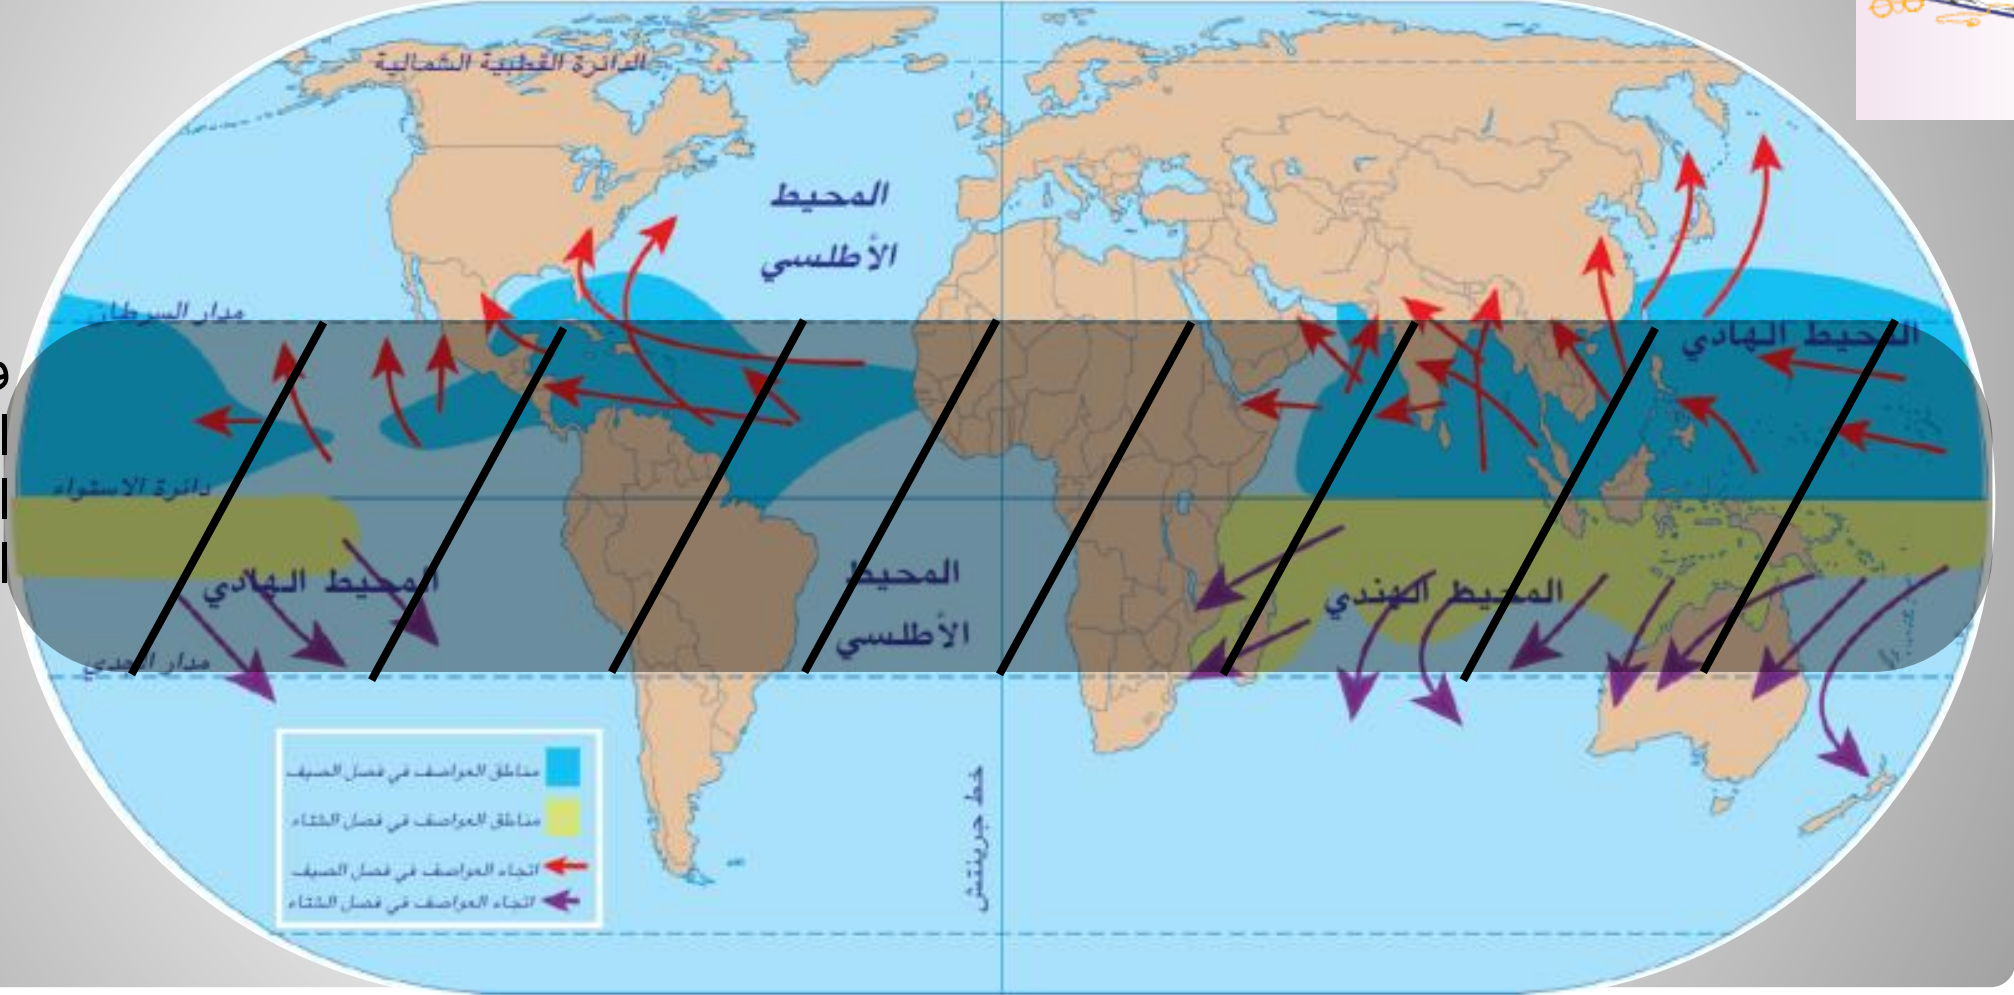 الدائرة القطبية الشمالية
المحيط
الأطلسي
مدار السرطان
المحيط الهادي
دائرة الاستواء
المحيط الهادي
المحيط
الأطلسي
المحيط الهندي
مدار الجدي
خط جرينتش
مناطق العواصف في فصل الصيف
مناطق العواصف في فصل الشتاء
اتجاه العواصف في فصل الصيف
اتجاه العواصف في فصل الشتاء